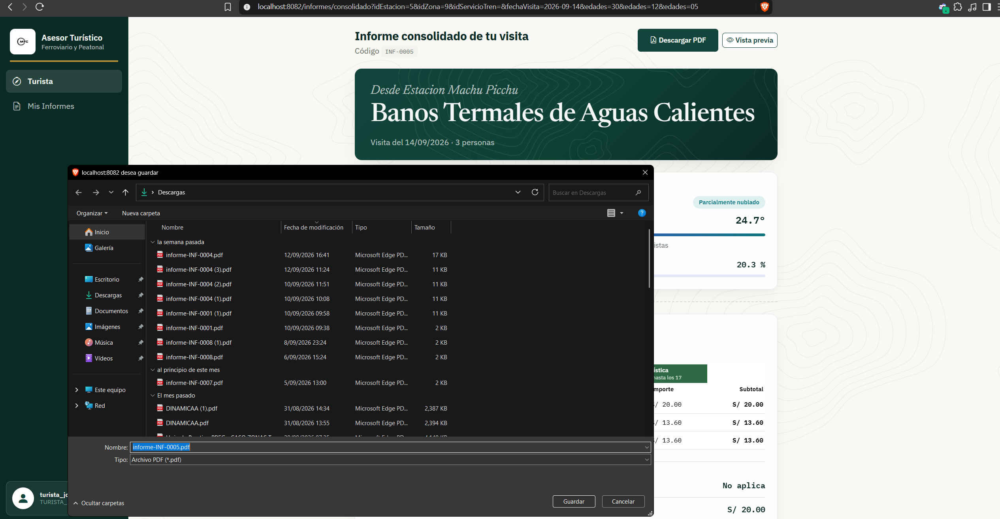 localhost:8082/informes/consolidado?idEstacion=5&idZona=9&idServicioTren=&fechaVisita=2026-09-14&edades=30&edades=12&edades=05
MTC
Asesor Turístico
Ferroviario y Peatonal
Turista
Mis Informes
Informe consolidado de tu visita
Código INF-0005
Descargar PDF
Vista previa
Desde Estacion Machu Picchu
Banos Termales de Aguas Calientes
Visita del 14/09/2026 · 3 personas
localhost:8082 desea guardar
Descargas
Buscar en Descargas
Organizar
Nueva carpeta
Inicio
Galería
Escritorio
Descargas
Documentos
Imágenes
Música
Vídeos
Este equipo
Red
Nombre Fecha de modificación Tipo Tamaño
la semana pasada
informe-INF-0004.pdf 12/09/2026 16:41 Microsoft Edge PD... 17 KB
informe-INF-0004 (3).pdf 12/09/2026 11:24 Microsoft Edge PD... 11 KB
informe-INF-0004 (2).pdf 10/09/2026 11:51 Microsoft Edge PD... 11 KB
informe-INF-0004 (1).pdf 10/09/2026 10:08 Microsoft Edge PD... 11 KB
informe-INF-0001 (1).pdf 10/09/2026 09:58 Microsoft Edge PD... 11 KB
informe-INF-0001.pdf 10/09/2026 09:38 Microsoft Edge PD... 2 KB
informe-INF-0008 (1).pdf 8/09/2026 23:24 Microsoft Edge PD... 2 KB
informe-INF-0008.pdf 6/09/2026 15:24 Microsoft Edge PD... 2 KB
al principio de este mes
informe-INF-0007.pdf 5/09/2026 13:00 Microsoft Edge PD... 2 KB
El mes pasado
DINAMICAA (1).pdf 31/08/2026 14:34 Microsoft Edge PD... 2,387 KB
DINAMICAA.pdf 31/08/2026 13:55 Microsoft Edge PD... 2,394 KB
Nombre: informe-INF-0005.pdf
Tipo: Archivo PDF (*.pdf)
Ocultar carpetas
Guardar
Cancelar
Parcialmente nublado
24.7°
istas
20.3 %
ística
hasta los 17
mporte Subtotal
/ 20.00 S/ 20.00
/ 13.60 S/ 13.60
/ 13.60 S/ 13.60
No aplica
S/ 20.00
turista_jo
TURISTA_